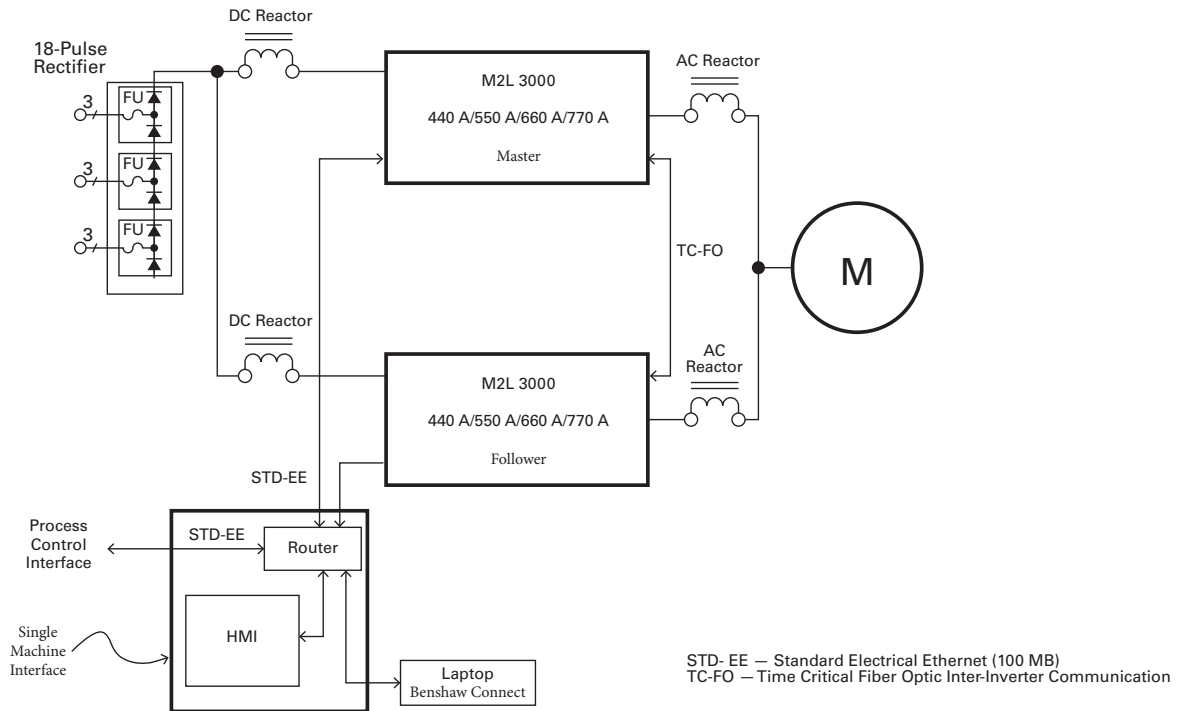 DC Reactor
18-Pulse
Rectifier
FU
3
FU
3
FU
3
M2L 3000
440 A/550 A/660 A/770 A
Master
AC Reactor
TC-FO
M
DC Reactor
M2L 3000
440 A/550 A/660 A/770 A
Follower
AC
Reactor
STD-EE
Process
Control
Interface
STD-EE
Router
HMI
Single
Machine
Interface
Laptop
Benshaw Connect
STD- EE — Standard Electrical Ethernet (100 MB)
TC-FO — Time Critical Fiber Optic Inter-Inverter Communication